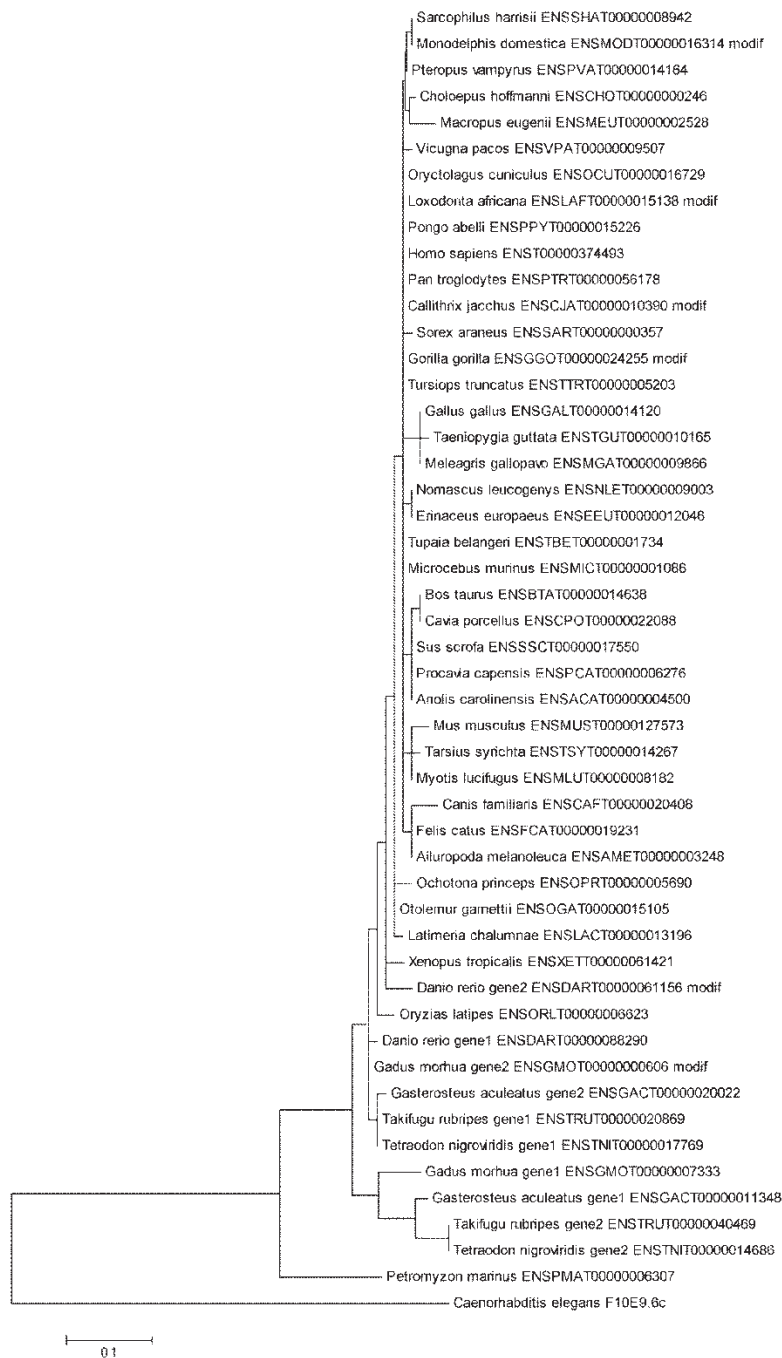 Sarcophilus harrisii ENSSHAT00000008942
Monodelphis domestica ENSMODT00000016314 modif
Pteropus vampyrus ENSPVAT00000014164
Choloepus hoffmanni ENSCHOT00000000246
Macropus eugenii ENSMEUT00000002528
Vicugna pacos ENSVPAT00000009507
Oryctolagus cuniculus ENSOCUT00000016729
Loxodonta africana ENSLAFT00000015138 modif
Pongo abelii ENSPPYT00000015226
Homo sapiens ENST00000374493
Pan troglodytes ENSPTRT00000056178
Callithrix jacchus ENSCJAT00000010390 modif
Sorex araneus ENSSART00000000357
Gorilla gorilla ENSGGOT00000024255 modif
Tursiops truncatus ENSTTRT00000005203
Gallus gallus ENSGALT00000014120
Taeniopygia guttata ENSTGUT00000010165
Meleagris gallopavo ENSMGAT00000009866
Nomascus leucogenys ENSNLET00000009003
Erinaceus europaeus ENSEEUT00000012046
Tupaia belangeri ENSTBET00000001734
Microcebus murinus ENSMICT00000001086
Bos taurus ENSBTAT00000014638
Cavia porcellus ENSCPOT00000022088
Sus scrofa ENSSSCT00000017550
Procavia capensis ENSPCAT00000006276
Anolis carolinensis ENSACAT00000004500
Mus musculus ENSMUST00000127573
Tarsius syrichta ENSTSYT00000014267
Myotis lucifugus ENSMLUT00000008182
Canis familiaris ENSCAFT00000020408
Felis catus ENSFCAT00000019231
Ailuropoda melanoleuca ENSAMET00000003248
Ochotona princeps ENSOPRT00000005690
Otolemur garnettii ENSOGAT00000015105
Latimeria chalumnae ENSLACT00000013196
Xenopus tropicalis ENSXETT00000061421
Danio rerio gene2 ENSDART00000061156 modif
Oryzias latipes ENSORLT00000006623
Danio rerio gene1 ENSDART00000088290
Gadus morhua gene2 ENSGMOT00000000606 modif
Gasterosteus aculeatus gene2 ENSGACT00000020022
Takifugu rubripes gene1 ENSTRUT00000020869
Tetraodon nigroviridis gene1 ENSTNIT00000017769
Gadus morhua gene1 ENSGMOT00000007333
Gasterosteus aculeatus gene1 ENSGACT00000011348
Takifugu rubripes gene2 ENSTRUT00000040469
Tetraodon nigroviridis gene2 ENSTNIT00000014686
Petromyzon marinus ENSPMAT00000006307
Caenorhabditis elegans F10E9.6c
0.1